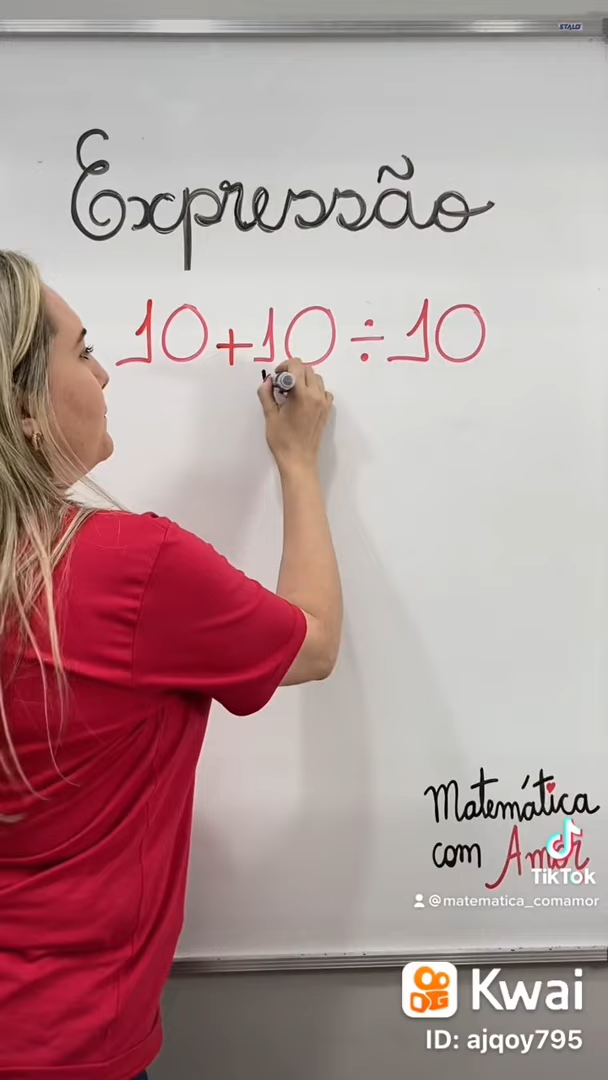 STALO
Expressão
10+10÷10
Matemática
com Amor
TikTok
@matematica_comamor
Kwai
ID: ajqoy795